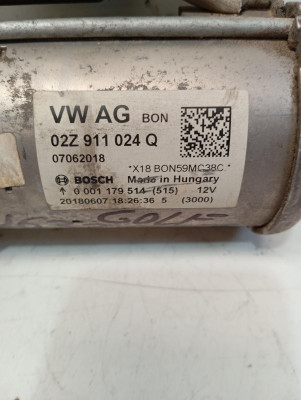 VW AG BON
02Z 911 024 Q
07062018
*X18 BON59MC38C.*
BOSCH Made in Hungary
0 001 179 514 (515) 12V
20180607 18:26:36 5 (3000)